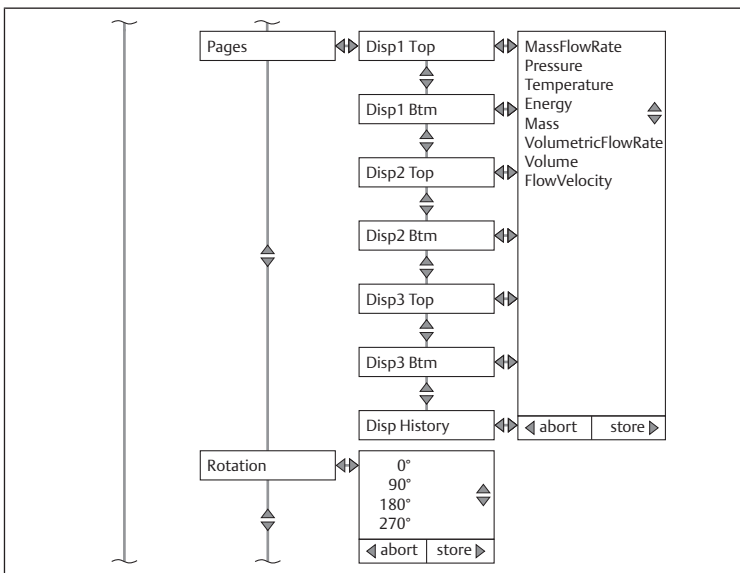 Pages
Disp1 Top
MassFlowRate
Pressure
Temperature
Energy
Mass
VolumetricFlowRate
Volume
FlowVelocity
Disp1 Btm
Disp2 Top
Disp2 Btm
Disp3 Top
Disp3 Btm
Disp History
abort store
Rotation
0°
90°
180°
270°
abort store